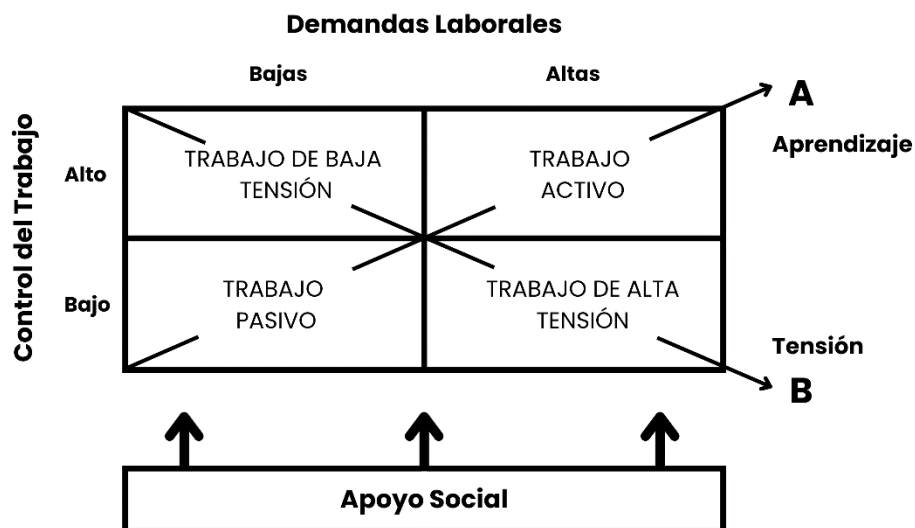 Demandas Laborales
Bajas Altas
A
Aprendizaje
Control del Trabajo
Alto
TRABAJO DE BAJA
TENSIÓN
TRABAJO
ACTIVO
Bajo
TRABAJO
PASIVO
TRABAJO DE ALTA
TENSIÓN
Tensión
B
Apoyo Social